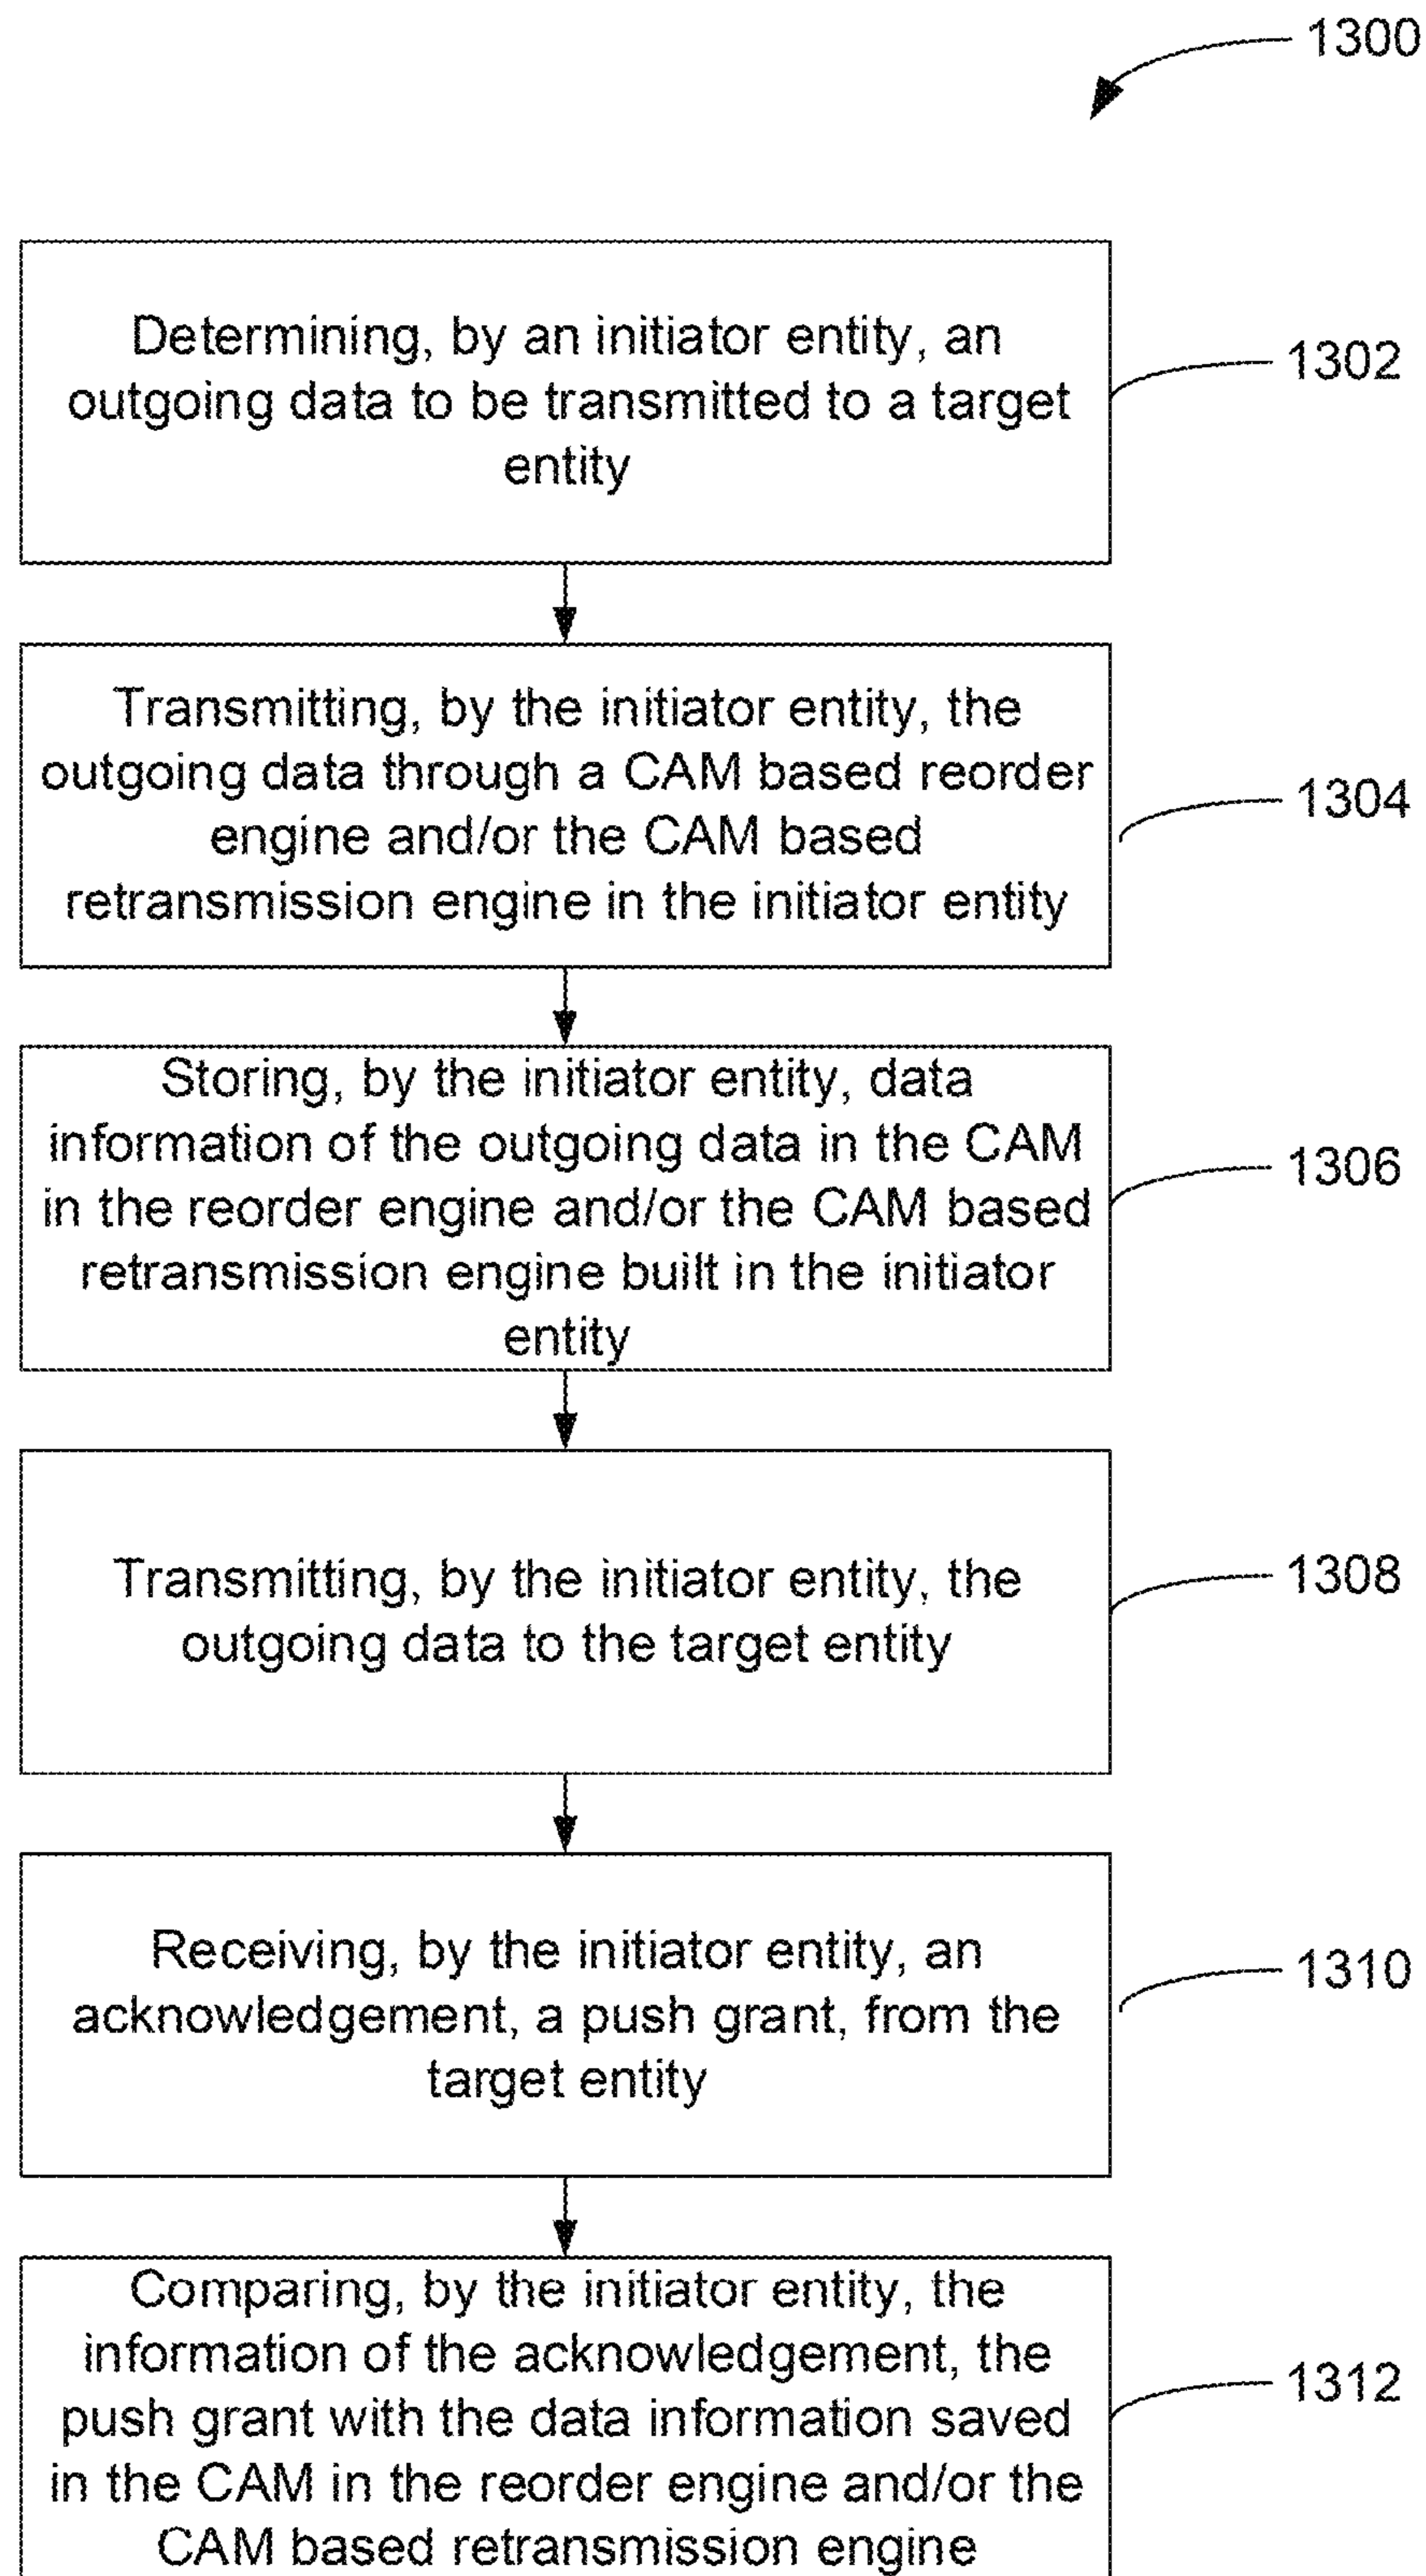 1300
Determining, by an initiator entity, an
outgoing data to be transmitted to a target
entity
1302
Transmitting, by the initiator entity, the
outgoing data through a CAM based reorder
engine and/or the CAM based
retransmission engine in the initiator entity
1304
Storing, by the initiator entity, data
information of the outgoing data in the CAM
in the reorder engine and/or the CAM based
retransmission engine built in the initiator
entity
1306
Transmitting, by the initiator entity, the
outgoing data to the target entity
1308
Receiving, by the initiator entity, an
acknowledgement, a push grant, from the
target entity
1310
Comparing, by the initiator entity, the
information of the acknowledgement, the
push grant with the data information saved
in the CAM in the reorder engine and/or the
CAM based retransmission engine
1312